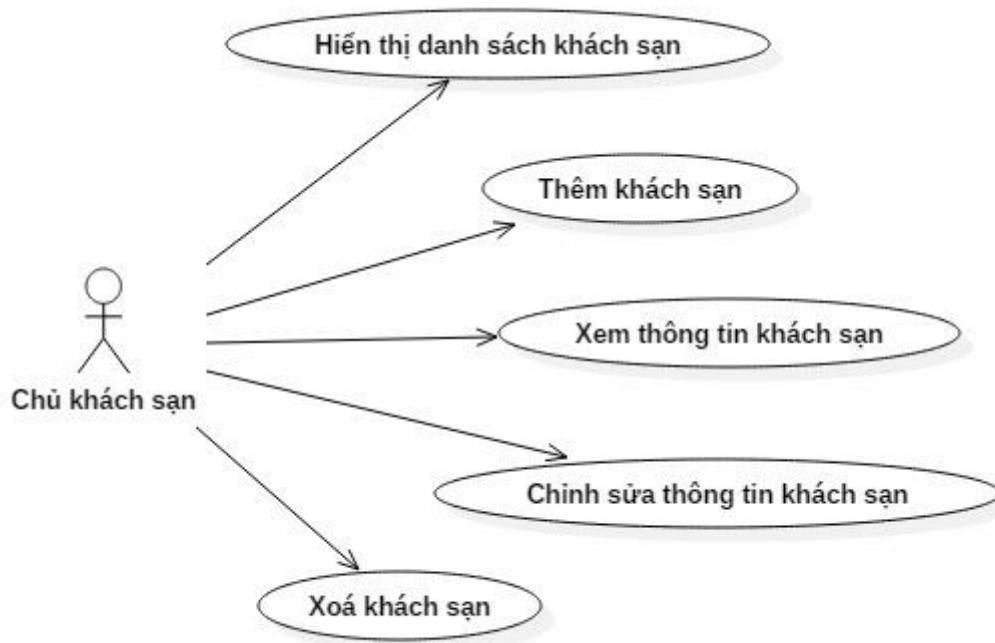 Hiển thị danh sách khách sạn
Thêm khách sạn
Xem thông tin khách sạn
Chủ khách sạn
Chỉnh sửa thông tin khách sạn
Xoá khách sạn